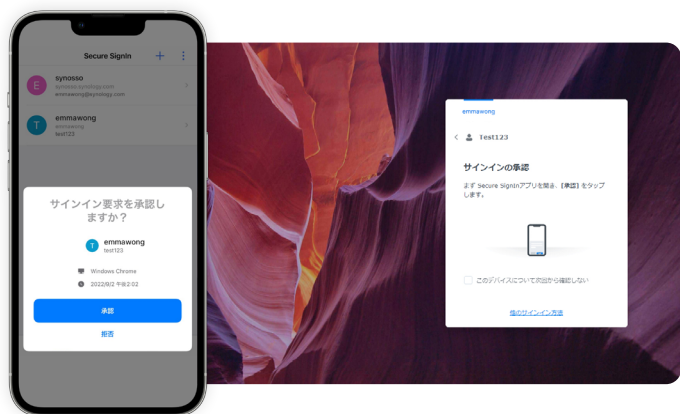 Secure SignIn
E
synosso
synosso.synology.com
emmawong@synology.com
T
emmawong
emmawong
test123
サインイン要求を承認し
ますか？
T
emmawong
test123
Windows Chrome
2022/9/2 午後2:02
承認
拒否
emmawong
Test123
サインインの承認
まず Secure SignInアプリを開き、[承認] をタップ
します。
このデバイスについて次回から確認しない
他のサインイン方法